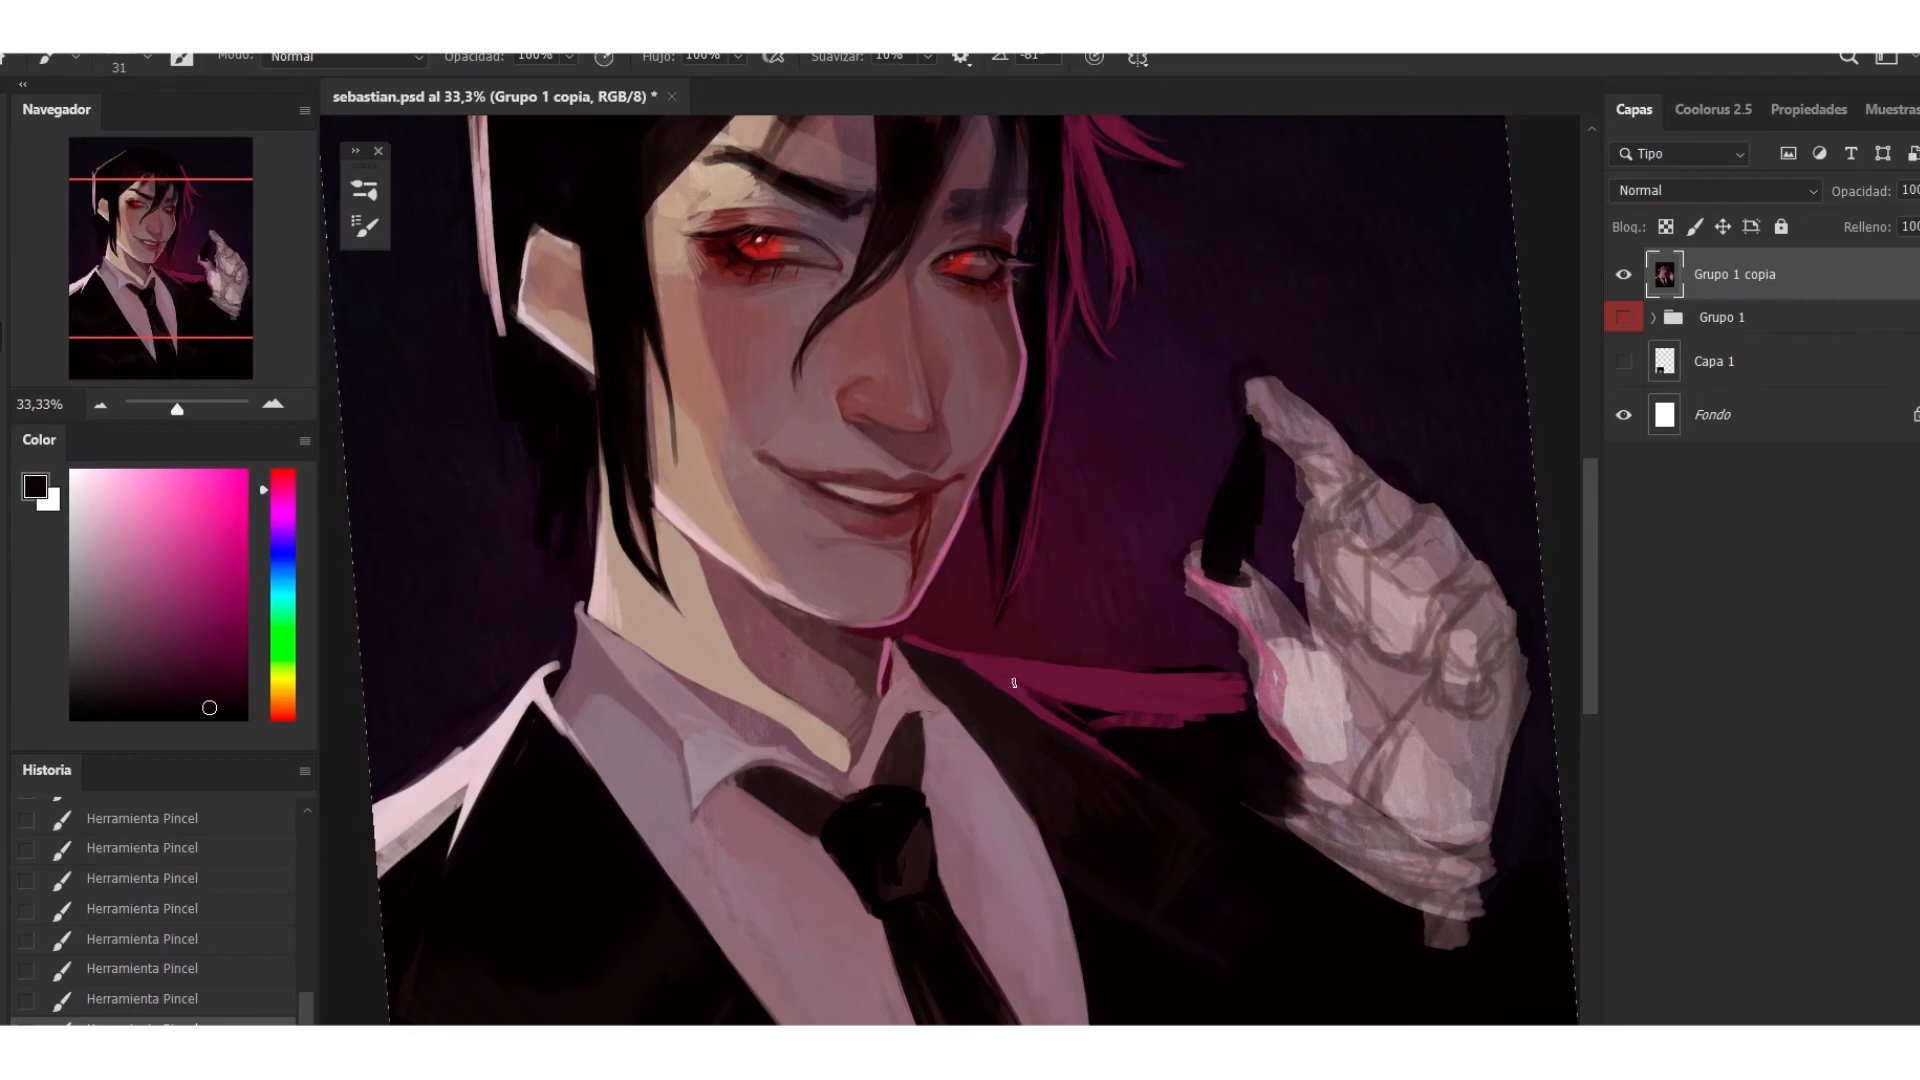 Modo: Normal Opacidad: 100% Flujo: 100% Suavizar: 10% -81°
31
sebastian.psd al 33,3% (Grupo 1 copia, RGB/8) *
Navegador
33,33%
Color
Historia
Herramienta Pincel
Herramienta Pincel
Herramienta Pincel
Herramienta Pincel
Herramienta Pincel
Herramienta Pincel
Herramienta Pincel
Capas Coolorus 2.5 Propiedades Muestras
Tipo
Normal Opacidad: 100
Bloq.: Relleno: 100
Grupo 1 copia
Grupo 1
Capa 1
Fondo